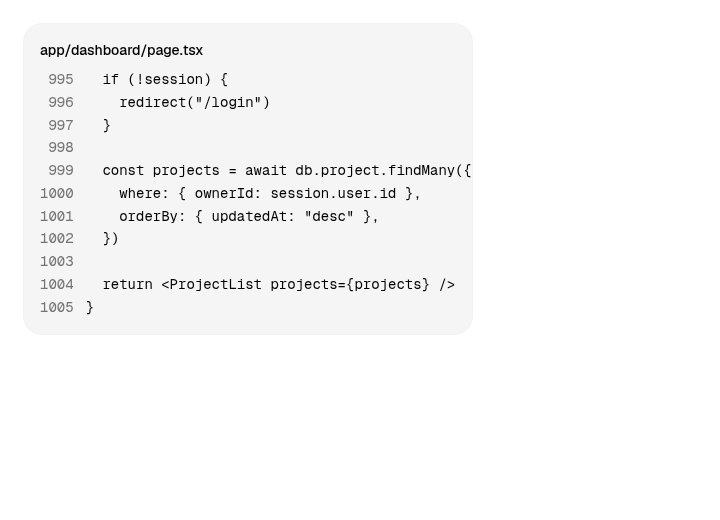 app/dashboard/page.tsx
995   if (!session) {
996     redirect("/login")
997   }
998
999   const projects = await db.project.findMany({
1000     where: { ownerId: session.user.id },
1001     orderBy: { updatedAt: "desc" },
1002   })
1003
1004   return <ProjectList projects={projects} />
1005 }